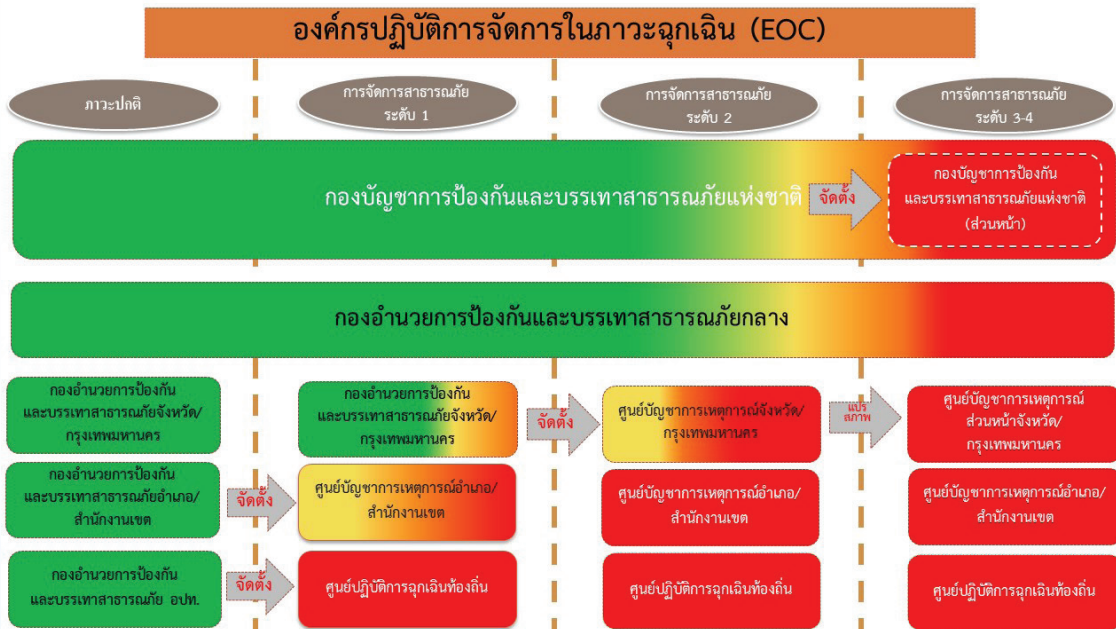 องค์กรปฏิบัติการจัดการในภาวะฉุกเฉิน (EOC)
ภาวะปกติ
การจัดการสาธารณภัย
ระดับ 1
การจัดการสาธารณภัย
ระดับ 2
การจัดการสาธารณภัย
ระดับ 3-4
กองบัญชาการป้องกันและบรรเทาสาธารณภัยแห่งชาติ
จัดตั้ง
กองบัญชาการป้องกัน
และบรรเทาสาธารณภัยแห่งชาติ
(ส่วนหน้า)
กองอำนวยการป้องกันและบรรเทาสาธารณภัยกลาง
กองอำนวยการป้องกัน
และบรรเทาสาธารณภัยจังหวัด/
กรุงเทพมหานคร
กองอำนวยการป้องกัน
และบรรเทาสาธารณภัยจังหวัด/
กรุงเทพมหานคร
จัดตั้ง
ศูนย์บัญชาการเหตุการณ์จังหวัด/
กรุงเทพมหานคร
แปร
สภาพ
ศูนย์บัญชาการเหตุการณ์
ส่วนหน้าจังหวัด/
กรุงเทพมหานคร
กองอำนวยการป้องกัน
และบรรเทาสาธารณภัยอำเภอ/
สำนักงานเขต
จัดตั้ง
ศูนย์บัญชาการเหตุการณ์อำเภอ/
สำนักงานเขต
ศูนย์บัญชาการเหตุการณ์อำเภอ/
สำนักงานเขต
ศูนย์บัญชาการเหตุการณ์อำเภอ/
สำนักงานเขต
กองอำนวยการป้องกัน
และบรรเทาสาธารณภัย อปท.
จัดตั้ง
ศูนย์ปฏิบัติการฉุกเฉินท้องถิ่น
ศูนย์ปฏิบัติการฉุกเฉินท้องถิ่น
ศูนย์ปฏิบัติการฉุกเฉินท้องถิ่น